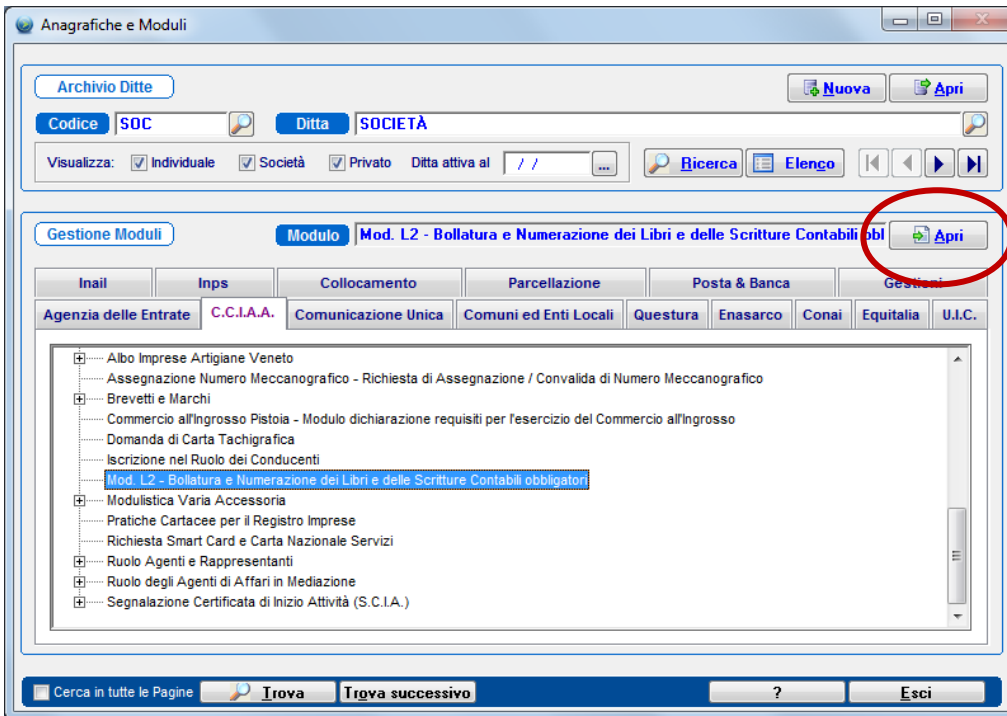 Anagrafiche e Moduli
Archivio Ditte Nuova Apri
Codice SOC Ditta SOCIETÀ
Visualizza: Individuale Società Privato Ditta attiva al / / ... Ricerca Elenco
Gestione Moduli Modulo Mod. L2 - Bollatura e Numerazione dei Libri e delle Scritture Contabili obl Apri
Inail Inps Collocamento Parcellazione Posta & Banca Gestioni
Agenzia delle Entrate C.C.I.A.A. Comunicazione Unica Comuni ed Enti Locali Questura Enasarco Conai Equitalia U.I.C.
Albo Imprese Artigiane Veneto
Assegnazione Numero Meccanografico - Richiesta di Assegnazione / Convalida di Numero Meccanografico
Brevetti e Marchi
Commercio all'Ingrosso Pistoia - Modulo dichiarazione requisiti per l'esercizio del Commercio all'Ingrosso
Domanda di Carta Tachigrafica
Iscrizione nel Ruolo dei Conducenti
Mod. L2 - Bollatura e Numerazione dei Libri e delle Scritture Contabili obbligatori
Modulistica Varia Accessoria
Pratiche Cartacee per il Registro Imprese
Richiesta Smart Card e Carta Nazionale Servizi
Ruolo Agenti e Rappresentanti
Ruolo degli Agenti di Affari in Mediazione
Segnalazione Certificata di Inizio Attività (S.C.I.A.)
Cerca in tutte le Pagine Trova Trova successivo ? Esci